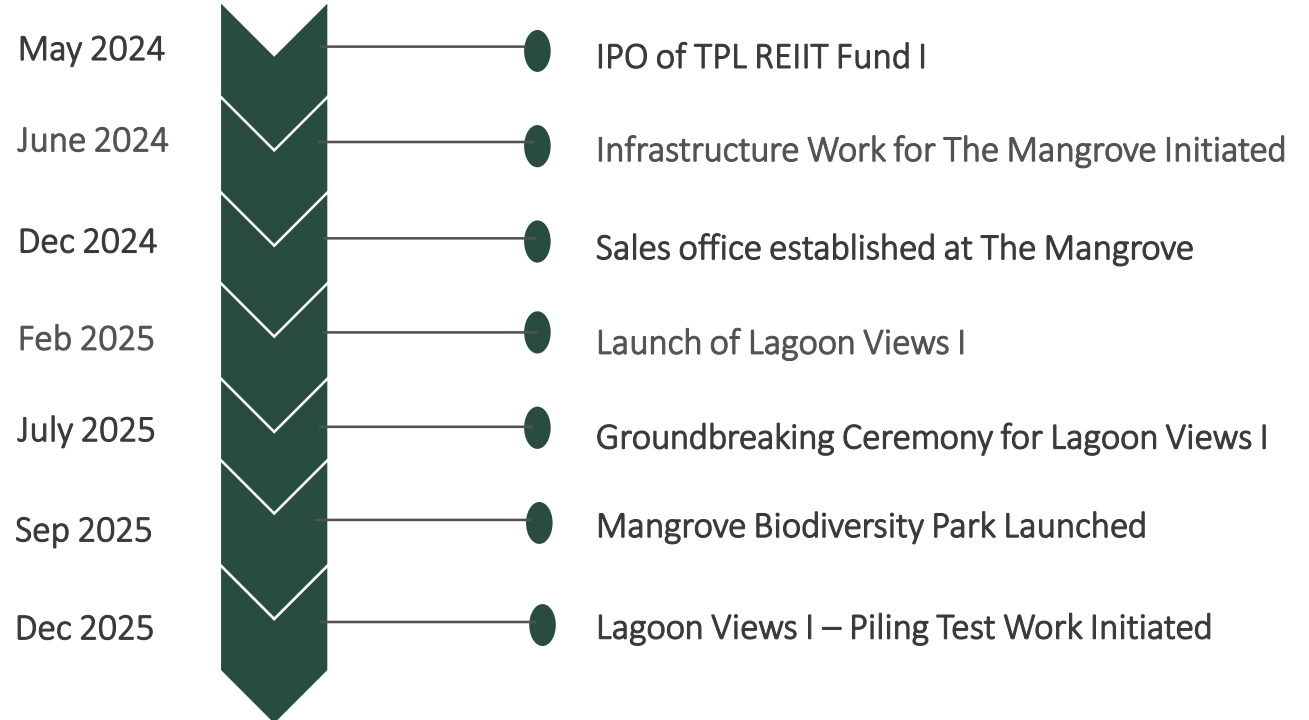 May 2024
IPO of TPL REIIT Fund I
June 2024
Infrastructure Work for The Mangrove Initiated
Dec 2024
Sales office established at The Mangrove
Feb 2025
Launch of Lagoon Views I
July 2025
Groundbreaking Ceremony for Lagoon Views I
Sep 2025
Mangrove Biodiversity Park Launched
Dec 2025
Lagoon Views I – Piling Test Work Initiated